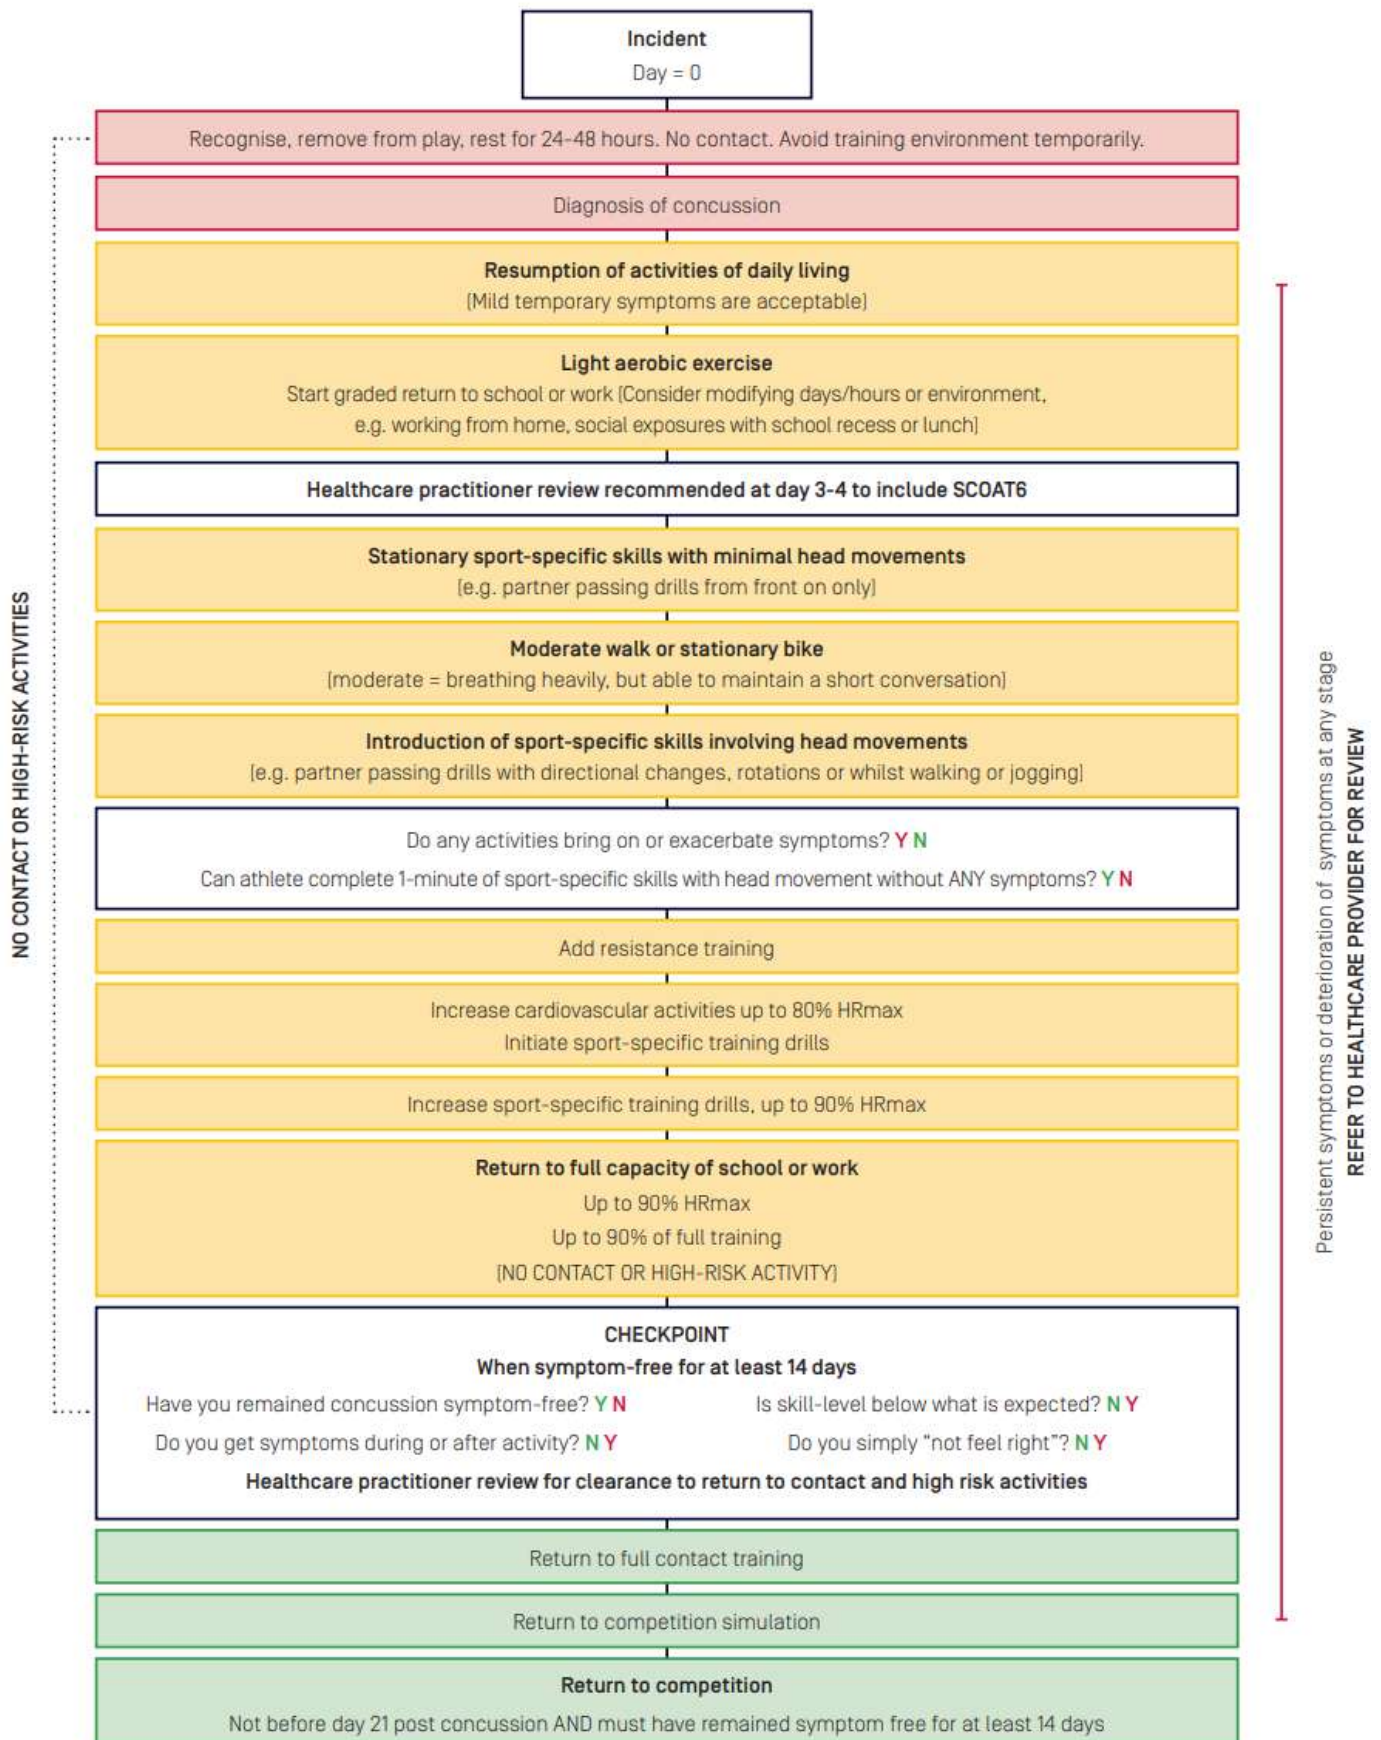 Incident
Day = 0
Recognise, remove from play, rest for 24-48 hours. No contact. Avoid training environment temporarily.
Diagnosis of concussion
Resumption of activities of daily living
(Mild temporary symptoms are acceptable)
Light aerobic exercise
Start graded return to school or work (Consider modifying days/hours or environment,
e.g. working from home, social exposures with school recess or lunch)
Healthcare practitioner review recommended at day 3-4 to include SCOAT6
Stationary sport-specific skills with minimal head movements
(e.g. partner passing drills from front on only)
Moderate walk or stationary bike
(moderate = breathing heavily, but able to maintain a short conversation)
Introduction of sport-specific skills involving head movements
(e.g. partner passing drills with directional changes, rotations or whilst walking or jogging)
Do any activities bring on or exacerbate symptoms? Y N
Can athlete complete 1-minute of sport-specific skills with head movement without ANY symptoms? Y N
Add resistance training
Increase cardiovascular activities up to 80% HRmax
Initiate sport-specific training drills
Increase sport-specific training drills, up to 90% HRmax
Return to full capacity of school or work
Up to 90% HRmax
Up to 90% of full training
(NO CONTACT OR HIGH-RISK ACTIVITY)
CHECKPOINT
When symptom-free for at least 14 days
Have you remained concussion symptom-free? Y N
Is skill-level below what is expected? N Y
Do you get symptoms during or after activity? N Y
Do you simply "not feel right"? N Y
Healthcare practitioner review for clearance to return to contact and high risk activities
Return to full contact training
Return to competition simulation
Return to competition
Not before day 21 post concussion AND must have remained symptom free for at least 14 days
NO CONTACT OR HIGH-RISK ACTIVITIES
Persistent symptoms or deterioration of symptoms at any stage
REFER TO HEALTHCARE PROVIDER FOR REVIEW